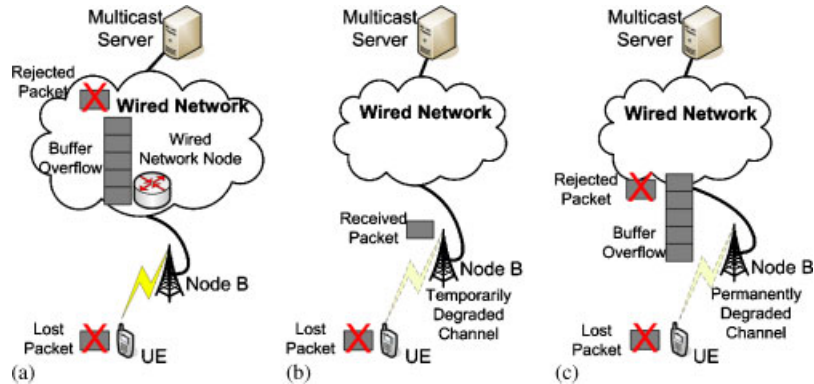 Multicast
Server
Rejected
Packet
Wired Network
Buffer
Overflow
Wired
Network Node
Node B
Lost
Packet
UE
(a)
Multicast
Server
Wired Network
Received
Packet
Node B
Temporarily
Degraded
Channel
Lost
Packet
UE
(b)
Multicast
Server
Wired Network
Rejected
Packet
Buffer
Overflow
Node B
Permanently
Degraded
Channel
Lost
Packet
UE
(c)